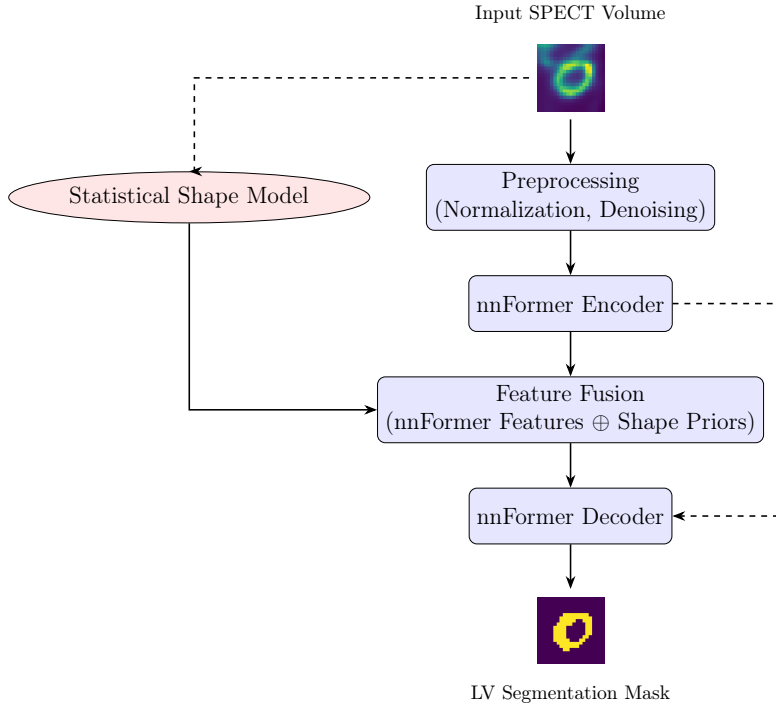 Input SPECT Volume
Statistical Shape Model
Preprocessing
(Normalization, Denoising)
nnFormer Encoder
Feature Fusion
(nnFormer Features ⊕ Shape Priors)
nnFormer Decoder
LV Segmentation Mask